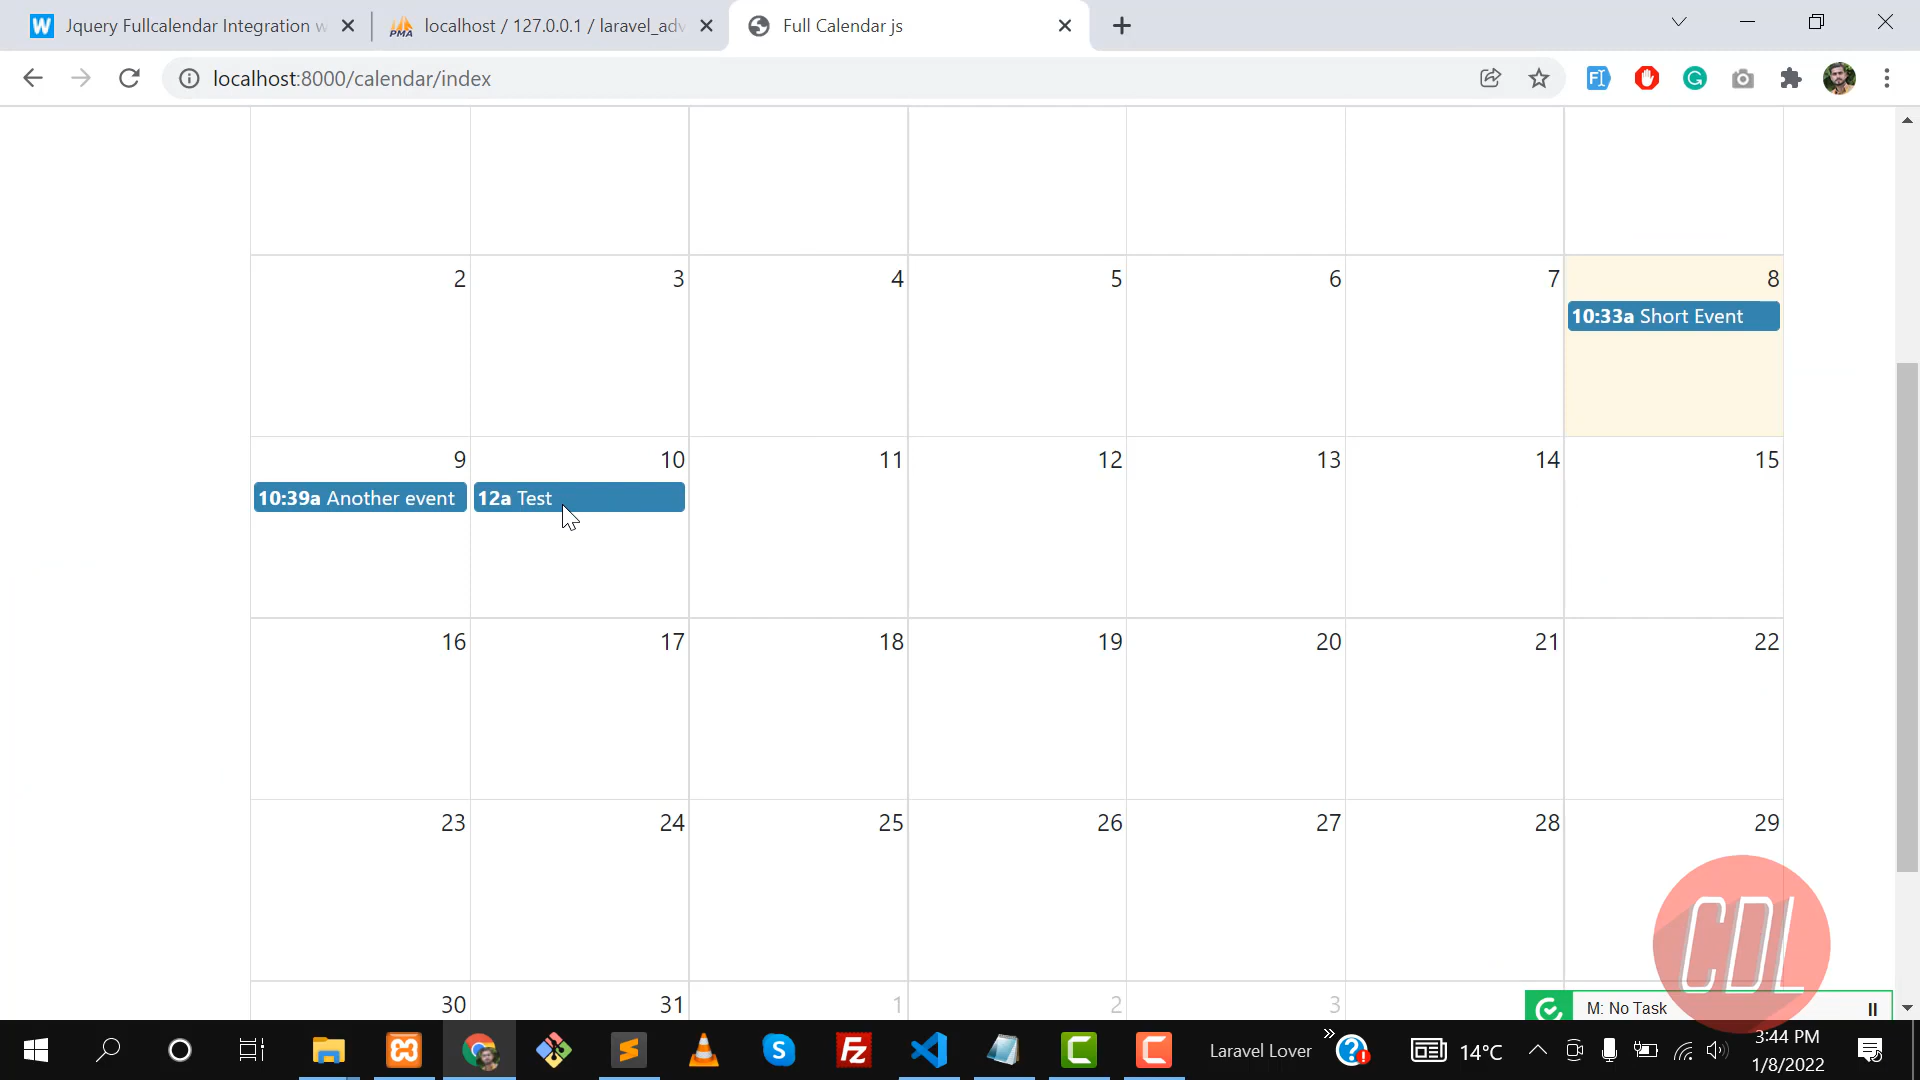 W Jquery Fullcalendar Integration w
PMA localhost / 127.0.0.1 / laravel_adv
Full Calendar js
localhost:8000/calendar/index
2 3 4 5 6 7 8
10:33a Short Event
9 10 11 12 13 14 15
10:39a Another event
12a Test
16 17 18 19 20 21 22
23 24 25 26 27 28 29
30 31 1 2 3
CDL
M: No Task
Laravel Lover
14°C
3:44 PM
1/8/2022